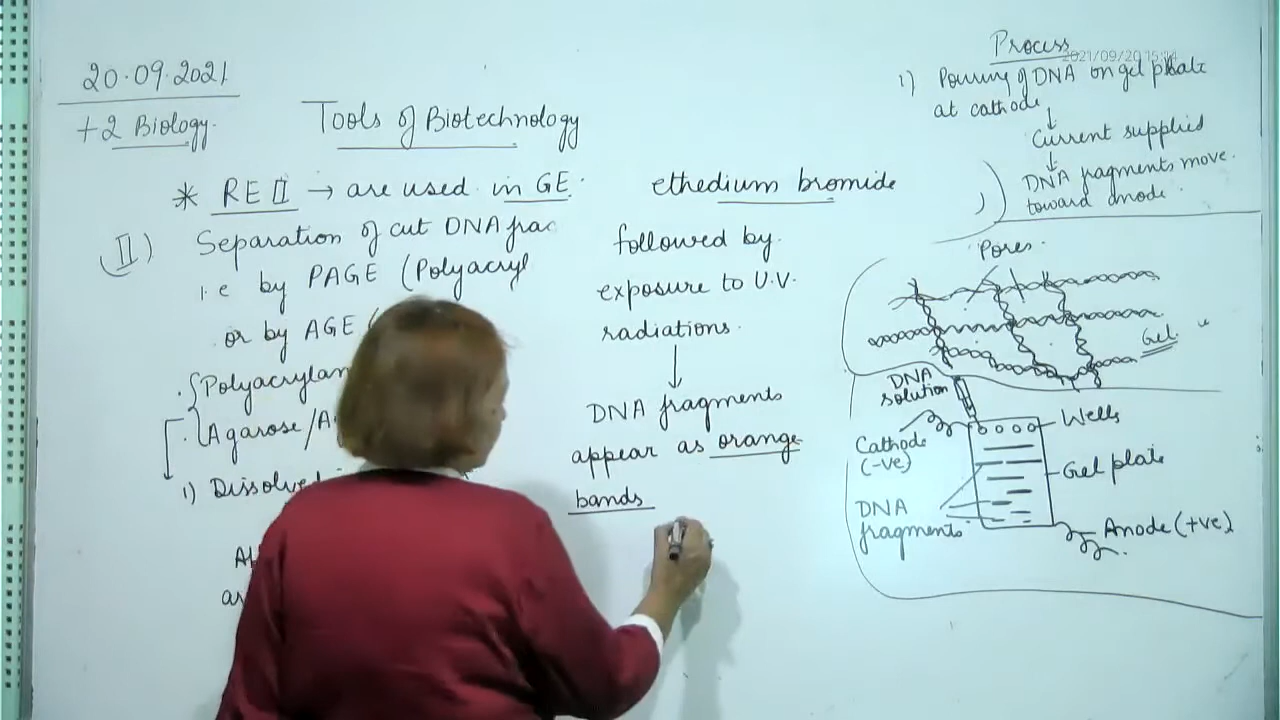 20.09.2021
+2 Biology.
Tools of Biotechnology
* RE II → are used in GE.
II) Separation of cut DNA frac
i.e by PAGE (Polyacryl
or by AGE (
. { Polyacrylam
. { Agarose/A
1) Dissolved
ethedium bromide
followed by
exposure to U.V.
radiations.
DNA fragments
appear as orange
bands
Process
2021/09/20
1) Pouring of DNA on gel plate
at cathode
↓
Current supplied
↓
DNA fragments move
toward anode.
Pores.
Gel.
DNA
solution
Wells
Cathode
(-ve)
Gel plate
DNA
fragments
Anode (+ve)